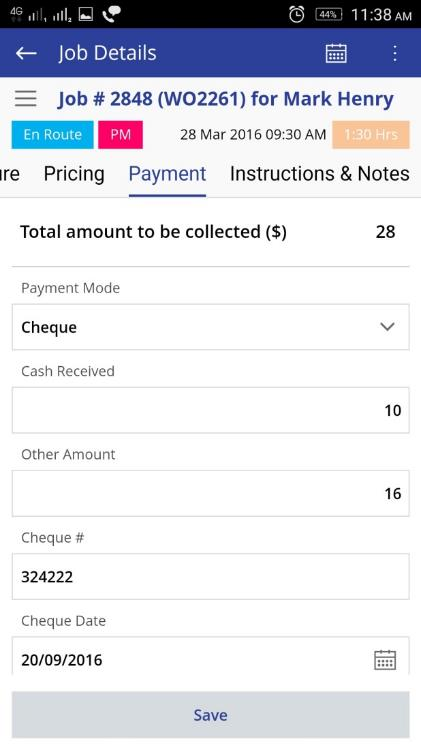 4G 1 2 44% 11:38 AM
Job Details
Job # 2848 (WO2261) for Mark Henry
En Route PM 28 Mar 2016 09:30 AM 1:30 Hrs
re Pricing Payment Instructions & Notes
Total amount to be collected ($) 28
Payment Mode
Cheque
Cash Received
10
Other Amount
16
Cheque #
324222
Cheque Date
20/09/2016
Save